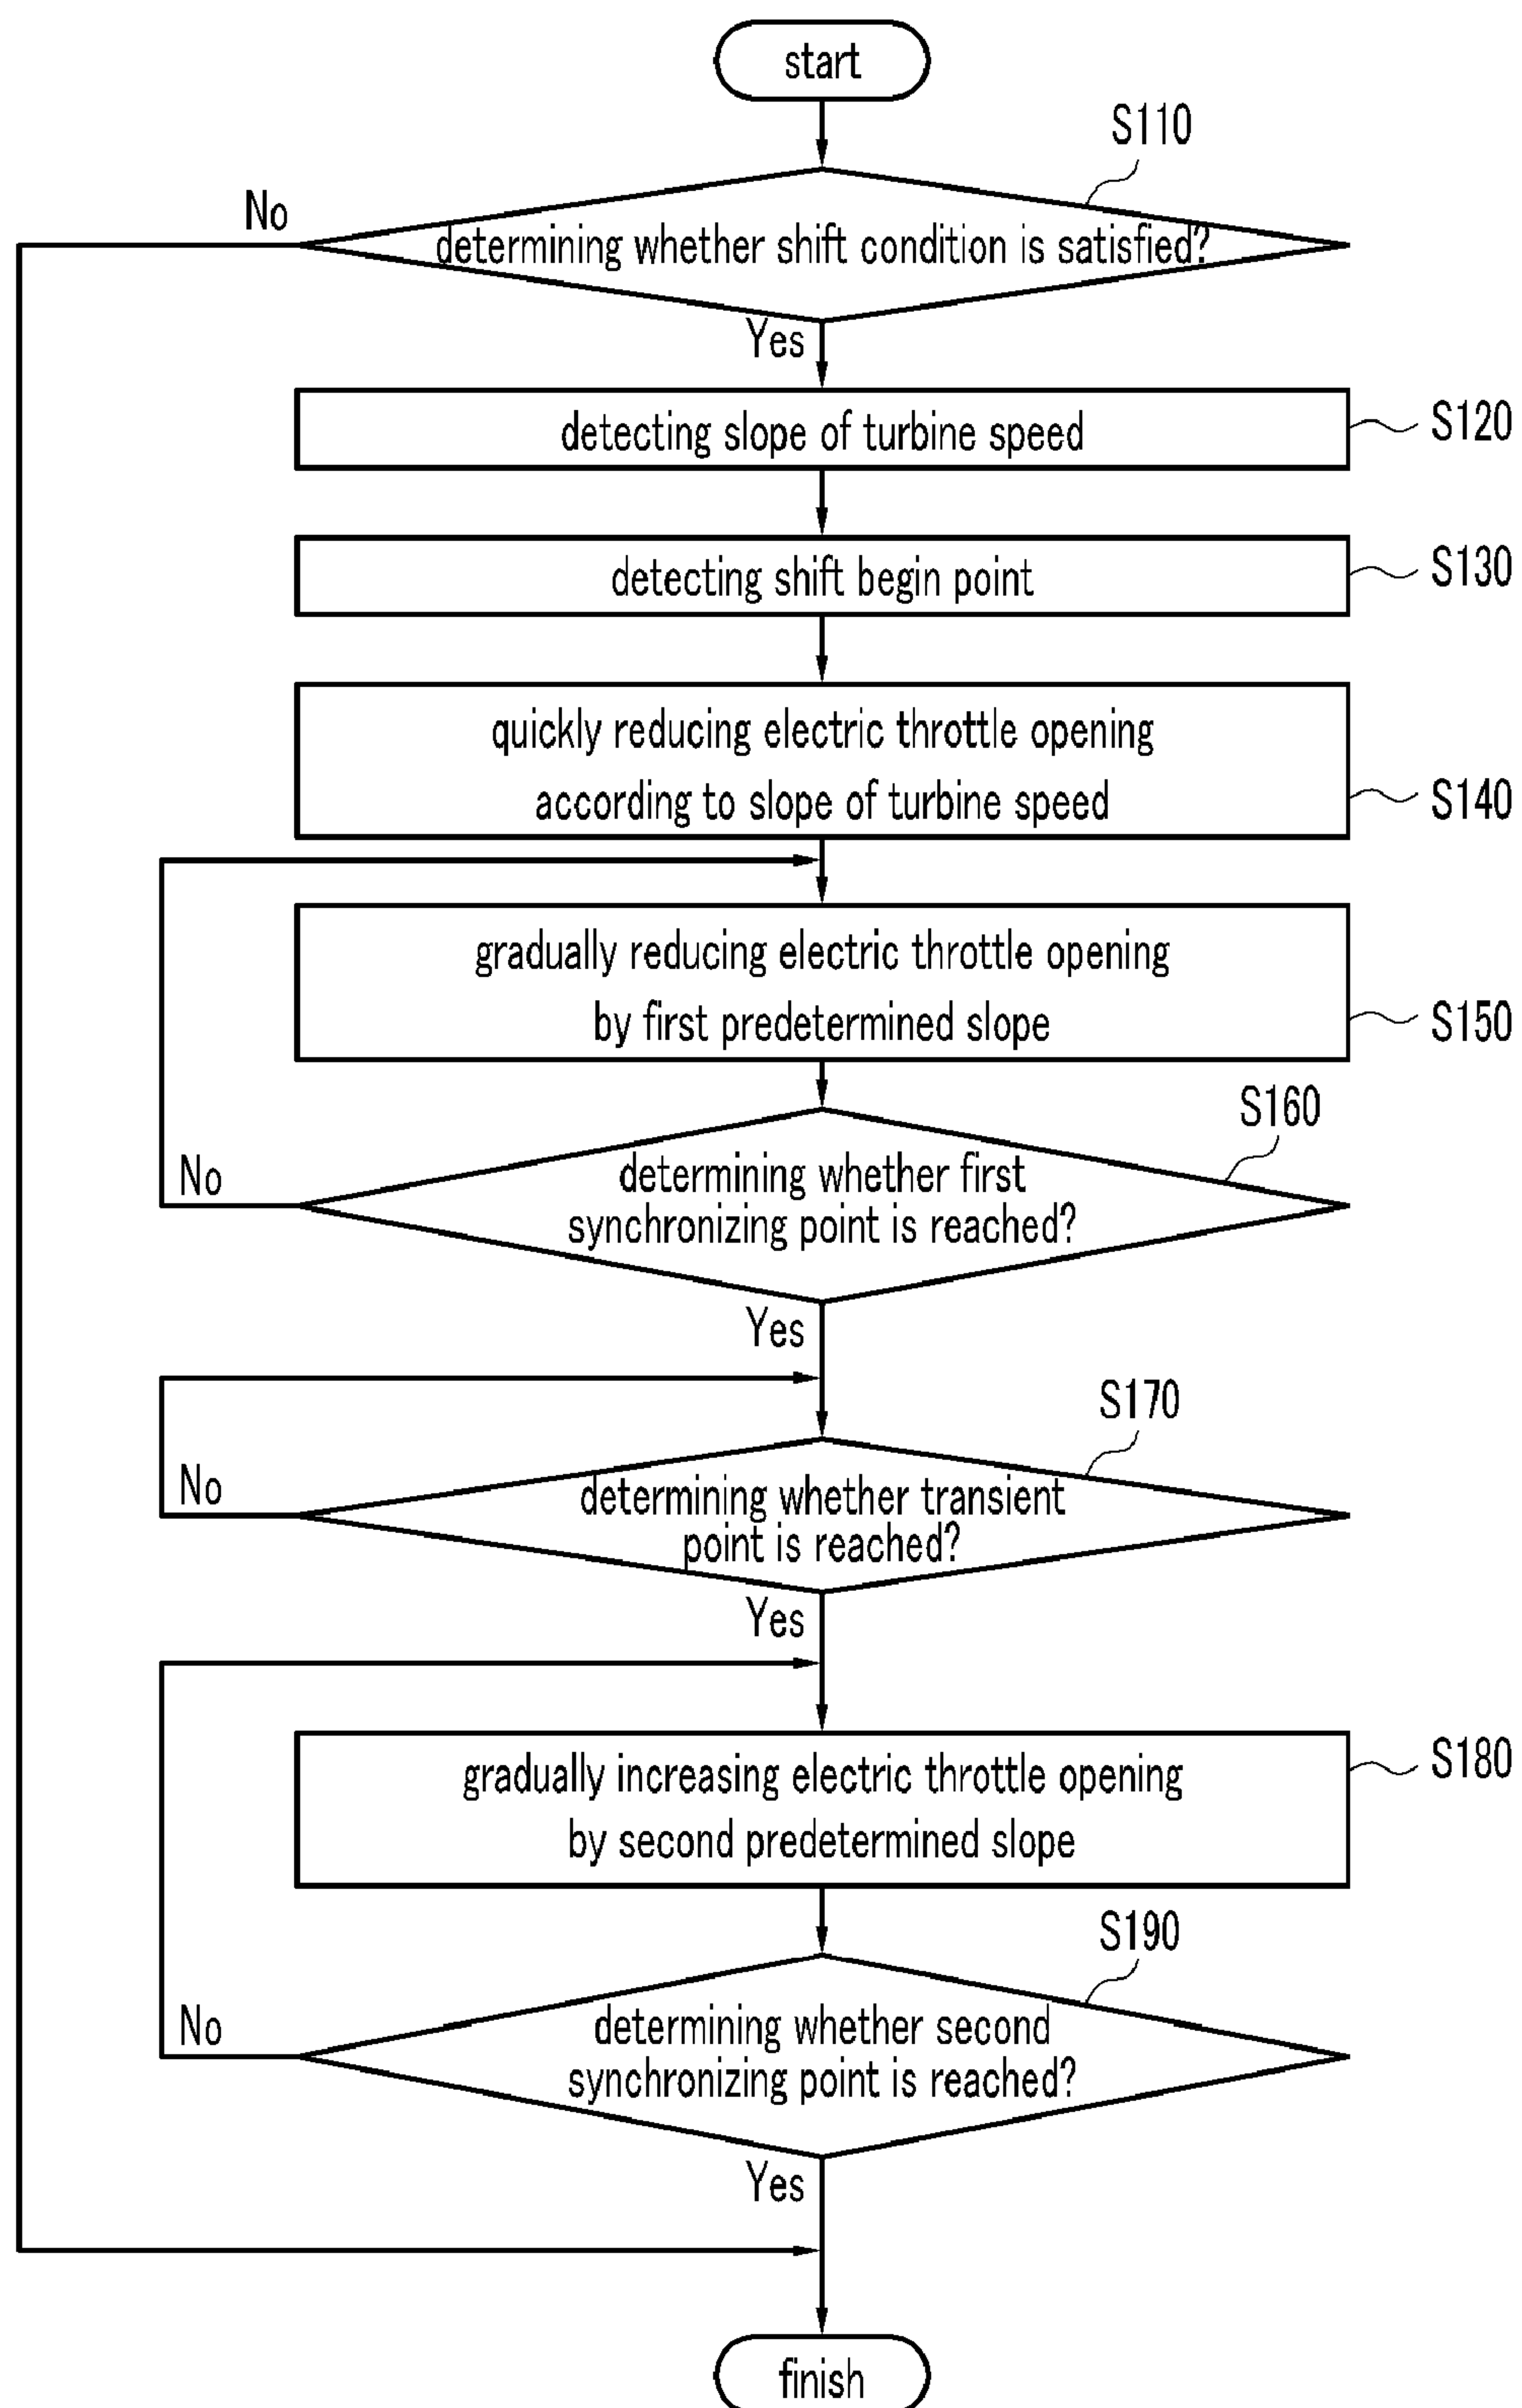 start
S110
No
determining whether shift condition is satisfied?
Yes
detecting slope of turbine speed
S120
detecting shift begin point
S130
quickly reducing electric throttle opening
according to slope of turbine speed
S140
gradually reducing electric throttle opening
by first predetermined slope
S150
S160
No
determining whether first
synchronizing point is reached?
Yes
S170
No
determining whether transient
point is reached?
Yes
gradually increasing electric throttle opening
by second predetermined slope
S180
S190
No
determining whether second
synchronizing point is reached?
Yes
finish